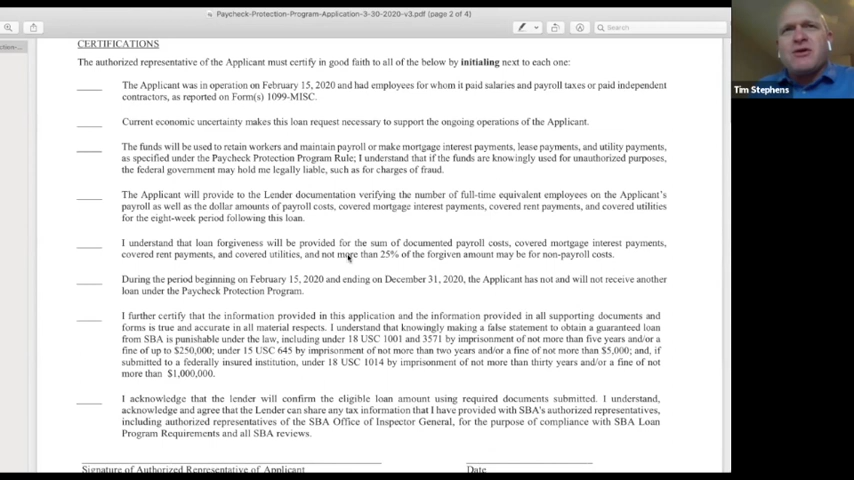 Paycheck-Protection-Program-Application-3-30-2020-v3.pdf (page 2 of 4)
Search
Tim Stephens
CERTIFICATIONS
The authorized representative of the Applicant must certify in good faith to all of the below by initialing next to each one:
The Applicant was in operation on February 15, 2020 and had employees for whom it paid salaries and payroll taxes or paid independent
contractors, as reported on Form(s) 1099-MISC.
Current economic uncertainty makes this loan request necessary to support the ongoing operations of the Applicant.
The funds will be used to retain workers and maintain payroll or make mortgage interest payments, lease payments, and utility payments,
as specified under the Paycheck Protection Program Rule; I understand that if the funds are knowingly used for unauthorized purposes,
the federal government may hold me legally liable, such as for charges of fraud.
The Applicant will provide to the Lender documentation verifying the number of full-time equivalent employees on the Applicant's
payroll as well as the dollar amounts of payroll costs, covered mortgage interest payments, covered rent payments, and covered utilities
for the eight-week period following this loan.
I understand that loan forgiveness will be provided for the sum of documented payroll costs, covered mortgage interest payments,
covered rent payments, and covered utilities, and not more than 25% of the forgiven amount may be for non-payroll costs.
During the period beginning on February 15, 2020 and ending on December 31, 2020, the Applicant has not and will not receive another
loan under the Paycheck Protection Program.
I further certify that the information provided in this application and the information provided in all supporting documents and
forms is true and accurate in all material respects. I understand that knowingly making a false statement to obtain a guaranteed loan
from SBA is punishable under the law, including under 18 USC 1001 and 3571 by imprisonment of not more than five years and/or a
fine of up to $250,000; under 15 USC 645 by imprisonment of not more than two years and/or a fine of not more than $5,000; and, if
submitted to a federally insured institution, under 18 USC 1014 by imprisonment of not more than thirty years and/or a fine of not
more than $1,000,000.
I acknowledge that the lender will confirm the eligible loan amount using required documents submitted. I understand,
acknowledge and agree that the Lender can share any tax information that I have provided with SBA's authorized representatives,
including authorized representatives of the SBA Office of Inspector General, for the purpose of compliance with SBA Loan
Program Requirements and all SBA reviews.
Signature of Authorized Representative of Applicant
Date